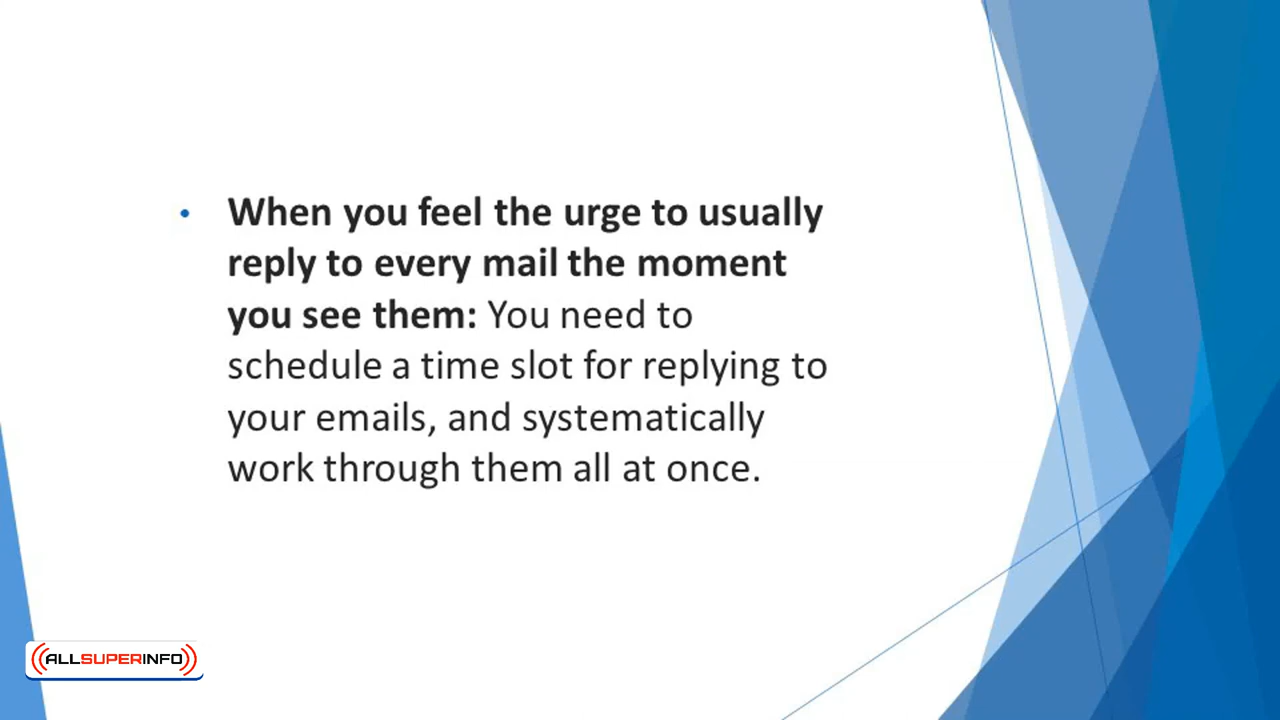 • When you feel the urge to usually
reply to every mail the moment
you see them: You need to
schedule a time slot for replying to
your emails, and systematically
work through them all at once.
ALLSUPERINFO